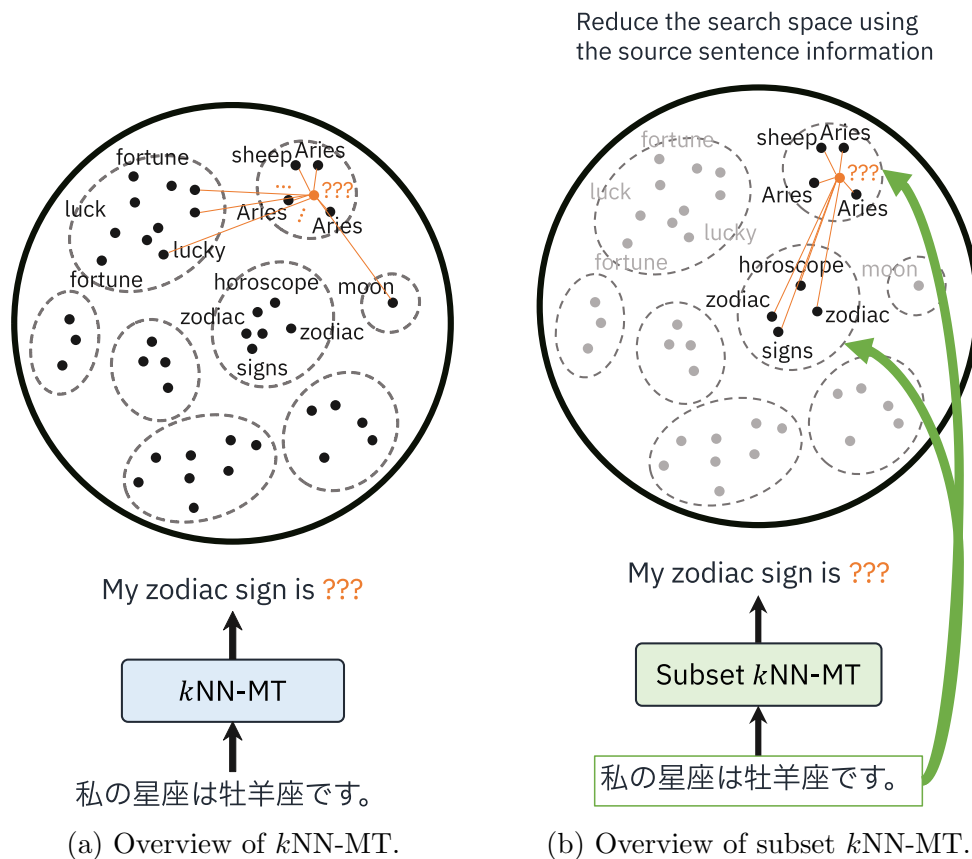 Reduce the search space using
the source sentence information
fortune
sheep
Aries
...
???
luck
Aries
...
Aries
lucky
fortune
horoscope
moon
zodiac
zodiac
signs
My zodiac sign is ???
kNN-MT
私の星座は牡羊座です。
(a) Overview of kNN-MT.
fortune
sheep
Aries
???
luck
Aries
Aries
lucky
fortune
horoscope
moon
zodiac
zodiac
signs
My zodiac sign is ???
Subset kNN-MT
私の星座は牡羊座です。
(b) Overview of subset kNN-MT.